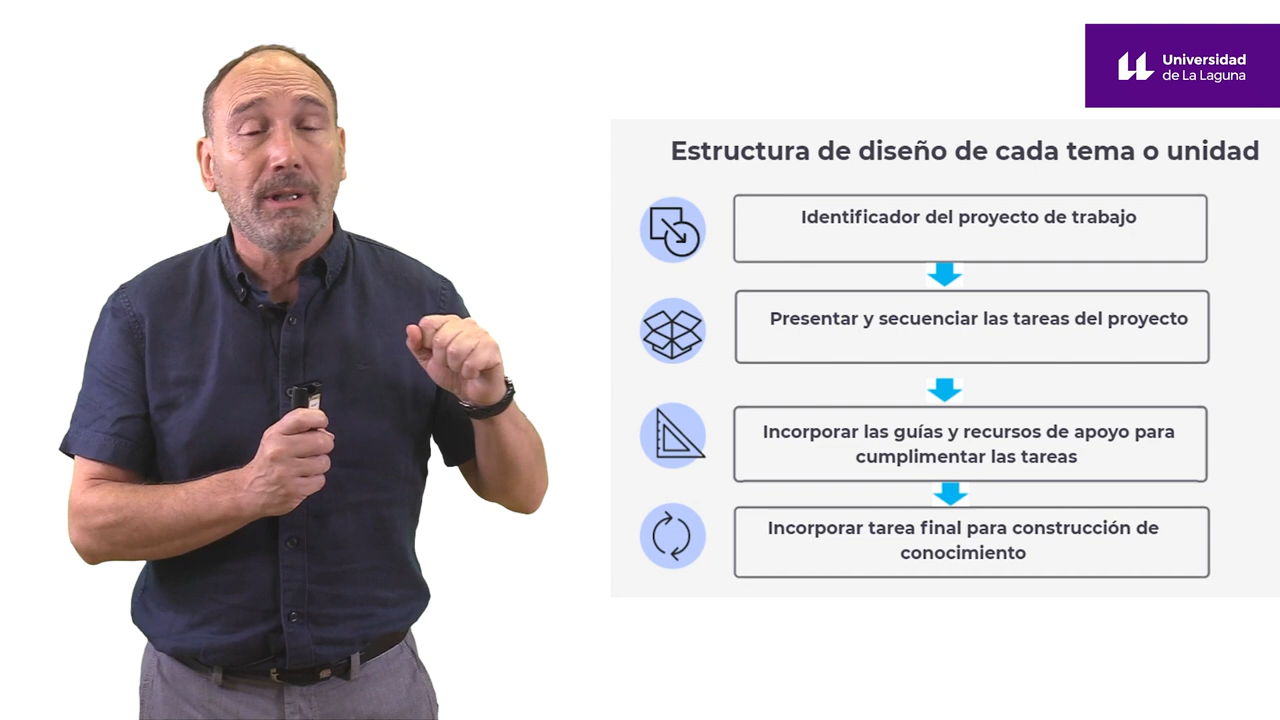 Universidad
de La Laguna
Estructura de diseño de cada tema o unidad
Identificador del proyecto de trabajo
Presentar y secuenciar las tareas del proyecto
Incorporar las guías y recursos de apoyo para
cumplimentar las tareas
Incorporar tarea final para construcción de
conocimiento